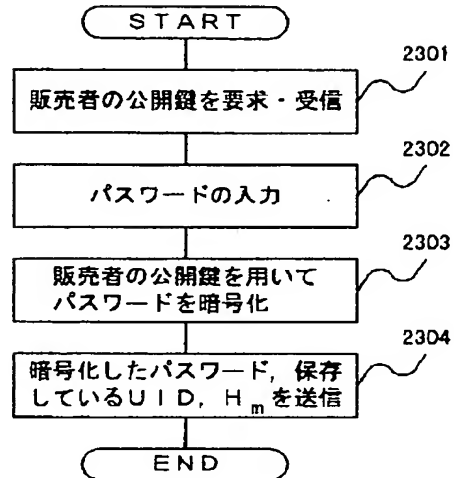 START
2301
販売者の公開鍵を要求・受信
2302
パスワードの入力
2303
販売者の公開鍵を用いて
パスワードを暗号化
2304
暗号化したパスワード，保存
しているUID，Hmを送信
END